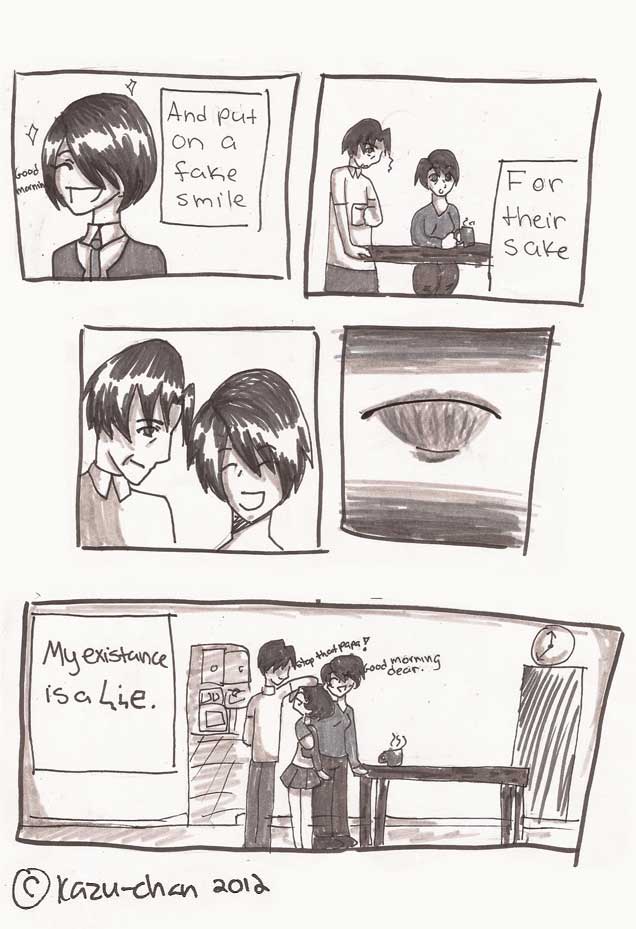 Good
morning
And put
on a
fake
smile
For
their
sake
My existance
is a Lie.
stop that papa!
Good morning
dear.
© Kazu-chan 2012